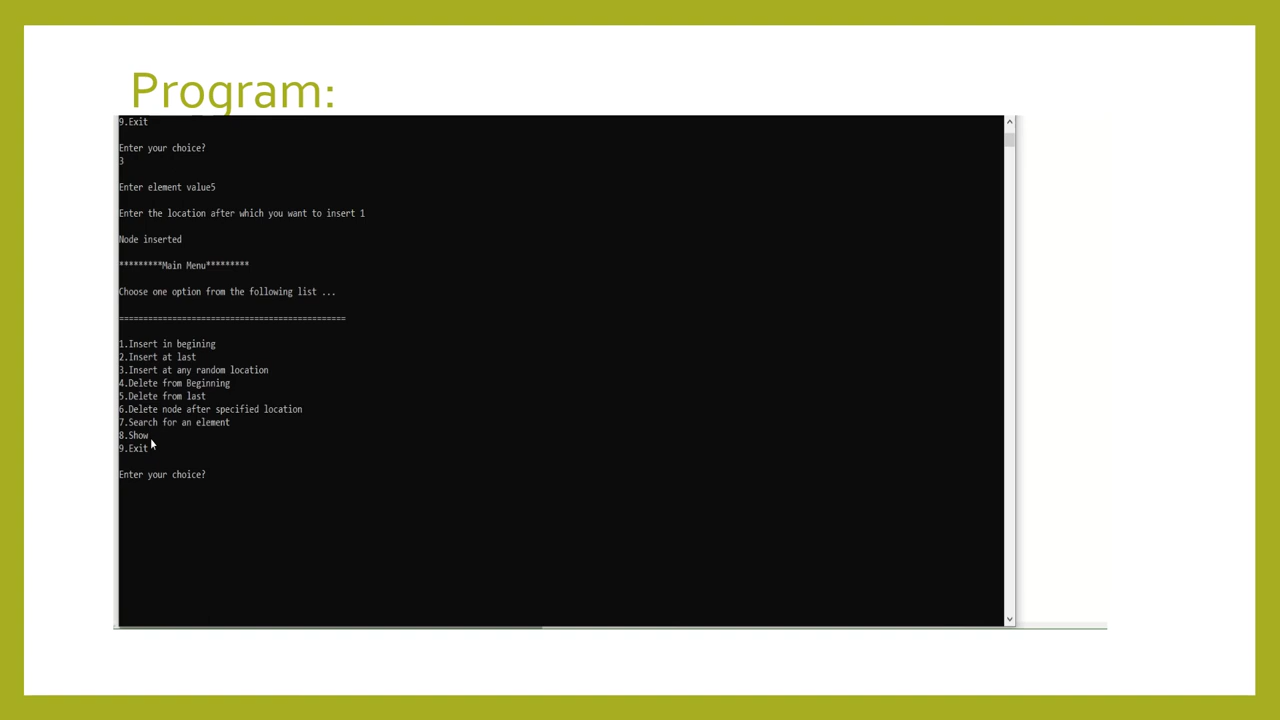 Program:
9.Exit
Enter your choice?
3
Enter element value5
Enter the location after which you want to insert 1
Node inserted
*********Main Menu*********
Choose one option from the following list ...
===============================================
1.Insert in begining
2.Insert at last
3.Insert at any random location
4.Delete from Beginning
5.Delete from last
6.Delete node after specified location
7.Search for an element
8.Show
9.Exit
Enter your choice?